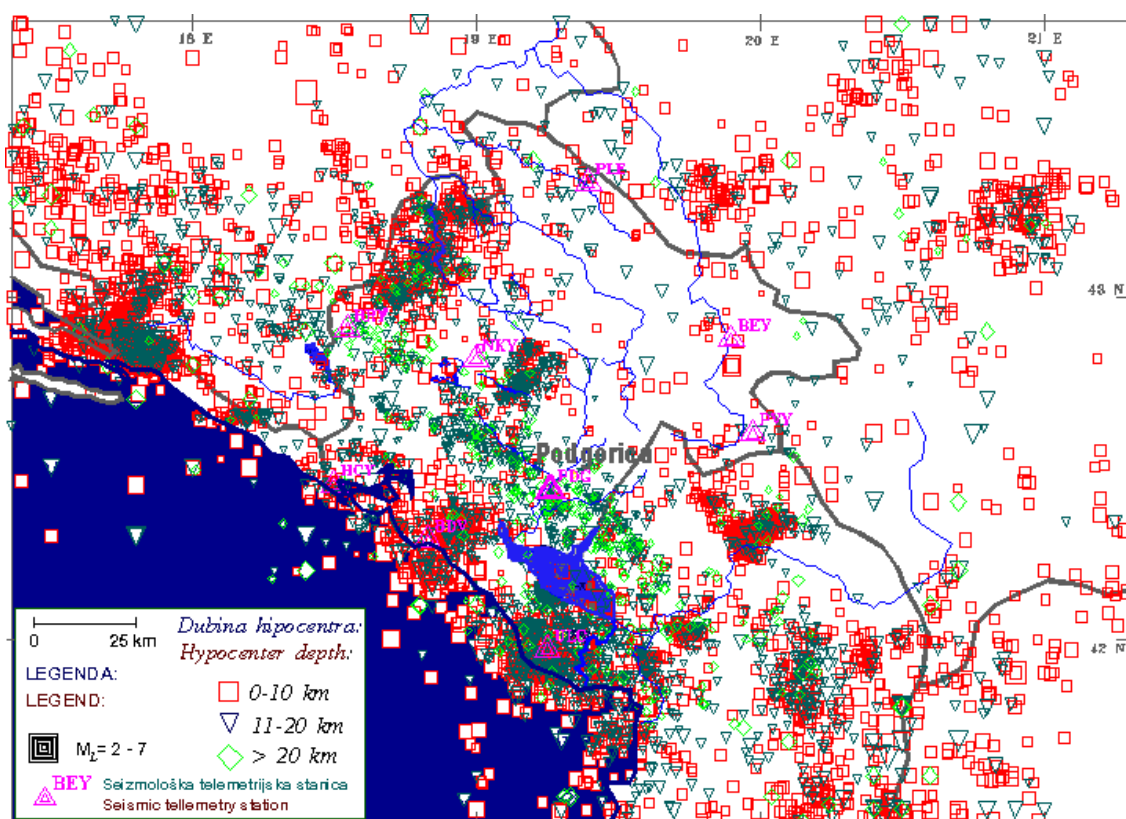 18 E
19 E
20 E
21 E
PLE
43 N
BEY
NKY
PVY
Podgorica
PDG
HCY
BDY
ULC
42 N
0 25 km
Dubina hipocentra:
Hypocenter depth:
LEGENDA:
LEGEND:
0-10 km
11-20 km
> 20 km
ML= 2 - 7
BEY Seizmološka telemetrijska stanica
Seismic tellemetry station